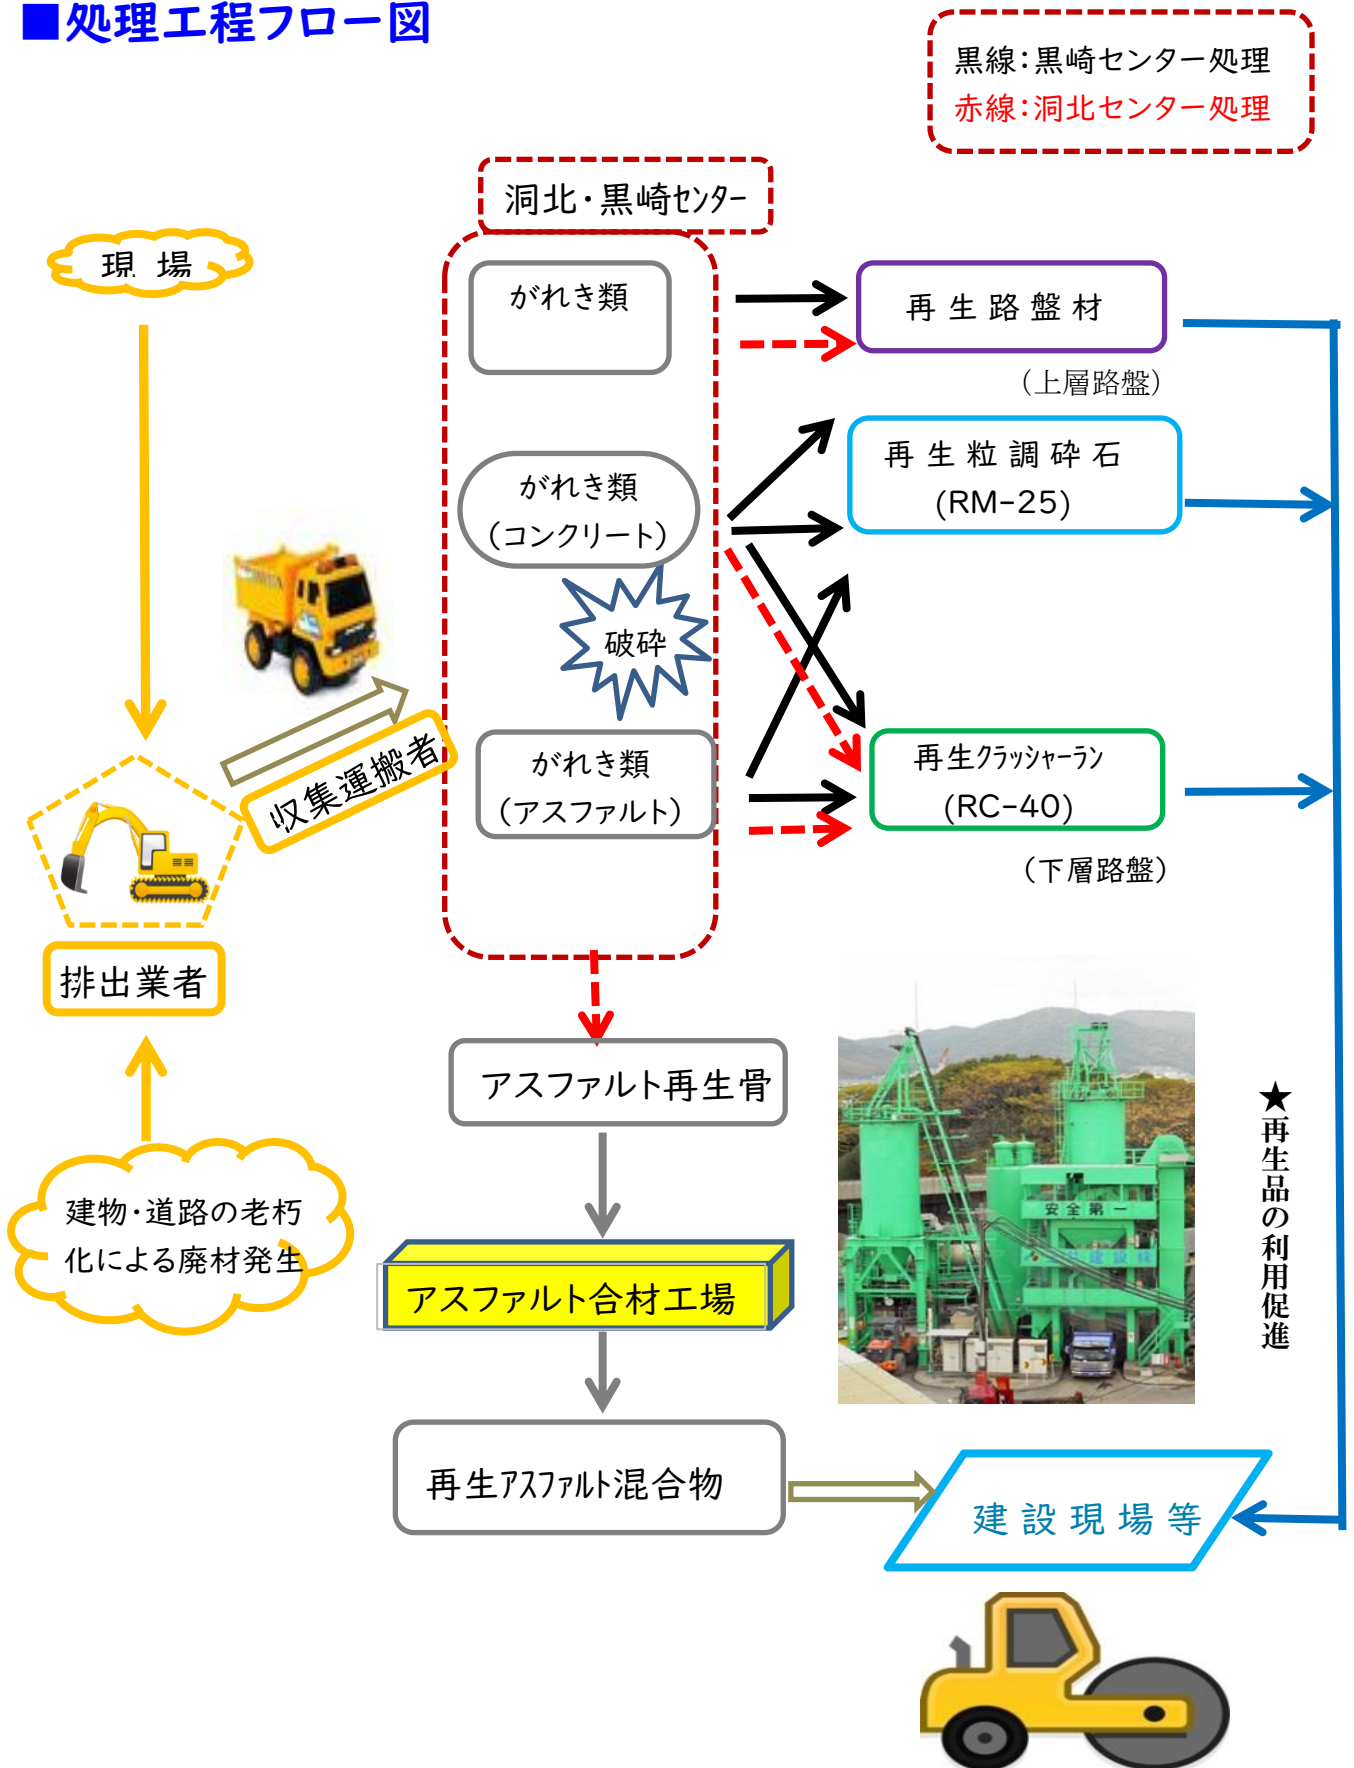 ■処理工程フロー図
黒線：黒崎センター処理
赤線：洞北センター処理
洞北・黒崎ｾﾝﾀｰ
現 場
がれき類
再 生 路 盤 材
（上層路盤）
がれき類
（コンクリート）
再 生 粒 調 砕 石
（RM-25）
破砕
収集運搬者
がれき類
（アスファルト）
再生ｸﾗｯｼｬｰﾗﾝ
（RC-40）
（下層路盤）
排出業者
アスファルト再生骨
建物・道路の老朽
化による廃材発生
アスファルト合材工場
安全第一
建設
★再生品の利用促進
再生ｱｽﾌｧﾙﾄ混合物
建 設 現 場 等